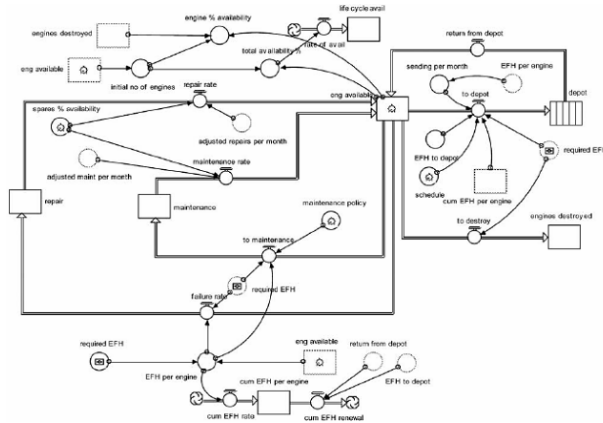 life cycle avail
engine % availability
engines destroyed
rate of avail
total availability %
return from depot
eng available
initial no of engines
sending per month
EFH per engine
repair rate
eng available
to depot
depot
spares % availability
adjusted repairs per month
required EFH
EFH to depot
maintenance rate
adjusted maint per month
schedule
cum EFH per engine
repair
maintenance
maintenance policy
to destroy
engines destroyed
to maintenance
required EFH
failure rate
required EFH
eng available
return from depot
EFH to depot
EFH per engine
cum EFH per engine
cum EFH rate
cum EFH renewal